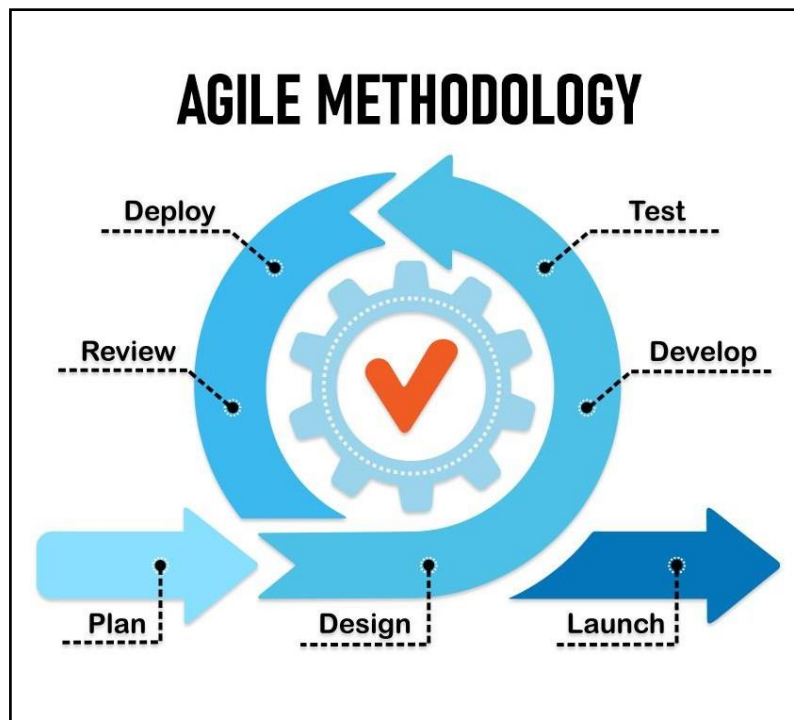 AGILE METHODOLOGY
Deploy
Test
Review
Develop
Plan
Design
Launch